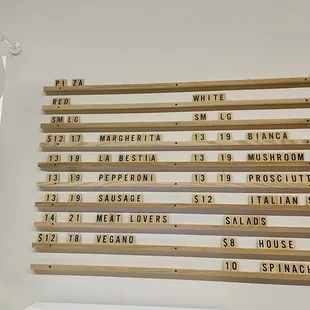 PI ZA
RED WHITE
SM LG SM LG
$12 17 MARGHERITA 13 19 BIANCA
13 19 LA BESTIA 13 19 MUSHROOM
13 19 PEPPERONI 13 19 PROSCIUTT
13 19 SAUSAGE $12 ITALIAN S
14 21 MEAT LOVERS SALADS
$12 18 VEGANO $8 HOUSE
10 SPINACH